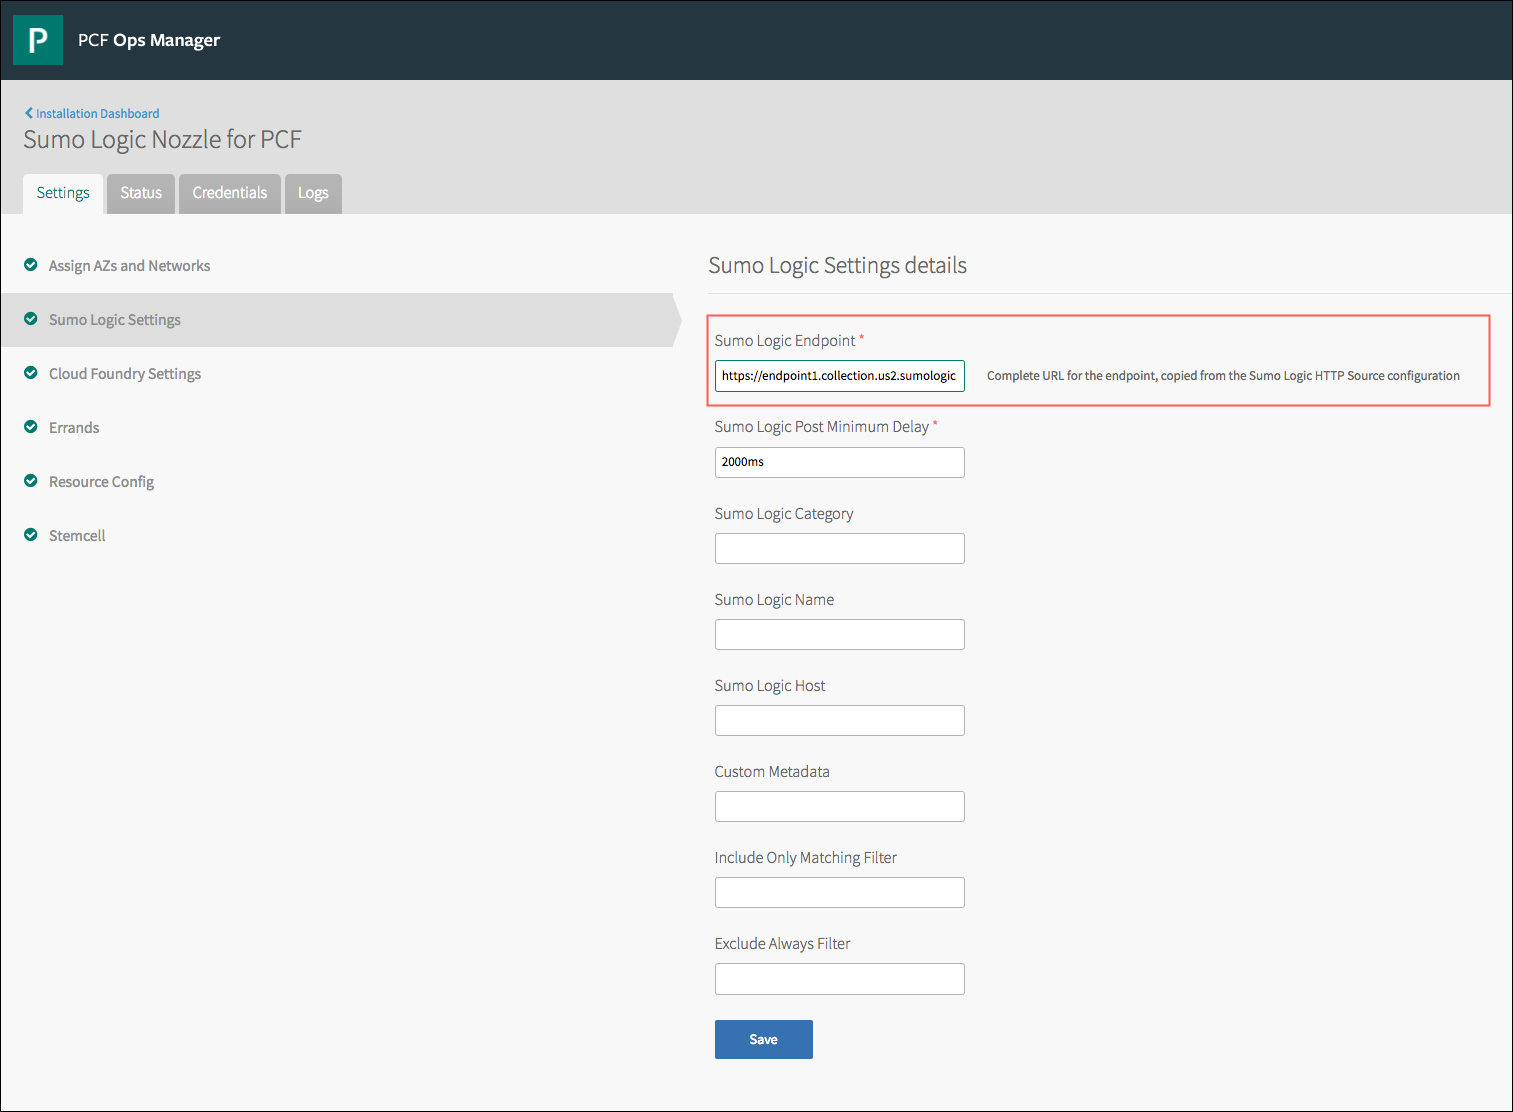 P PCF Ops Manager
Installation Dashboard
Sumo Logic Nozzle for PCF
Settings Status Credentials Logs
Assign AZs and Networks
Sumo Logic Settings
Cloud Foundry Settings
Errands
Resource Config
Stemcell
Sumo Logic Settings details
Sumo Logic Endpoint *
https://endpoint1.collection.us2.sumologic Complete URL for the endpoint, copied from the Sumo Logic HTTP Source configuration
Sumo Logic Post Minimum Delay *
2000ms
Sumo Logic Category
Sumo Logic Name
Sumo Logic Host
Custom Metadata
Include Only Matching Filter
Exclude Always Filter
Save